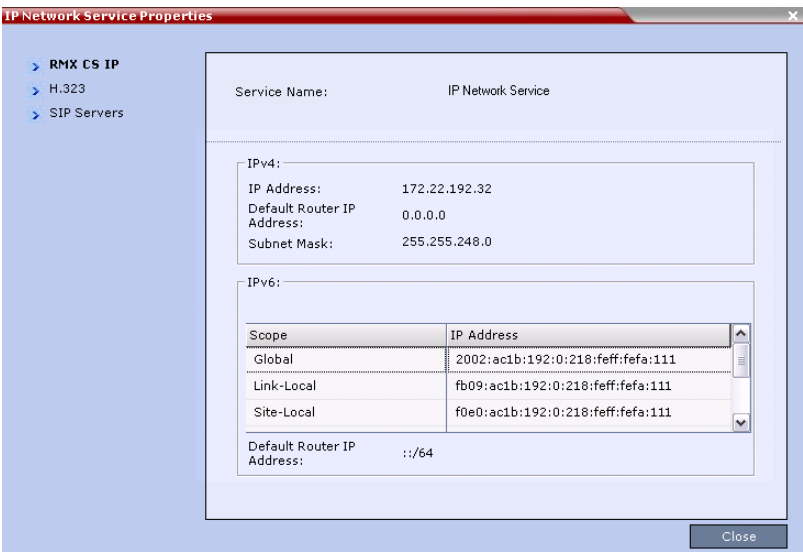 IP Network Service Properties
RMX CS IP
H.323
SIP Servers
Service Name: IP Network Service
IPv4:
IP Address: 172.22.192.32
Default Router IP
Address: 0.0.0.0
Subnet Mask: 255.255.248.0
IPv6:
Scope IP Address
Global 2002:ac1b:192:0:218:feff:fefa:111
Link-Local fb09:ac1b:192:0:218:feff:fefa:111
Site-Local f0e0:ac1b:192:0:218:feff:fefa:111
Default Router IP
Address: ::/64
Close